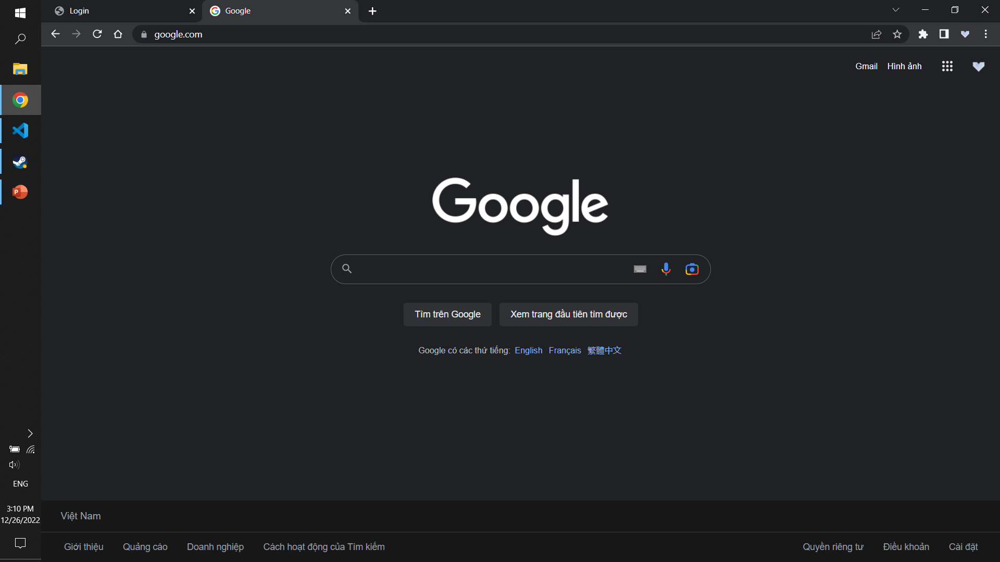 Login
Google
google.com
Gmail Hình ảnh
Google
Tìm trên Google
Xem trang đầu tiên tìm được
Google có các thứ tiếng: English Français 繁體中文
P
ENG
3:10 PM
12/26/2022
Việt Nam
Giới thiệu Quảng cáo Doanh nghiệp Cách hoạt động của Tìm kiếm
Quyền riêng tư Điều khoản Cài đặt